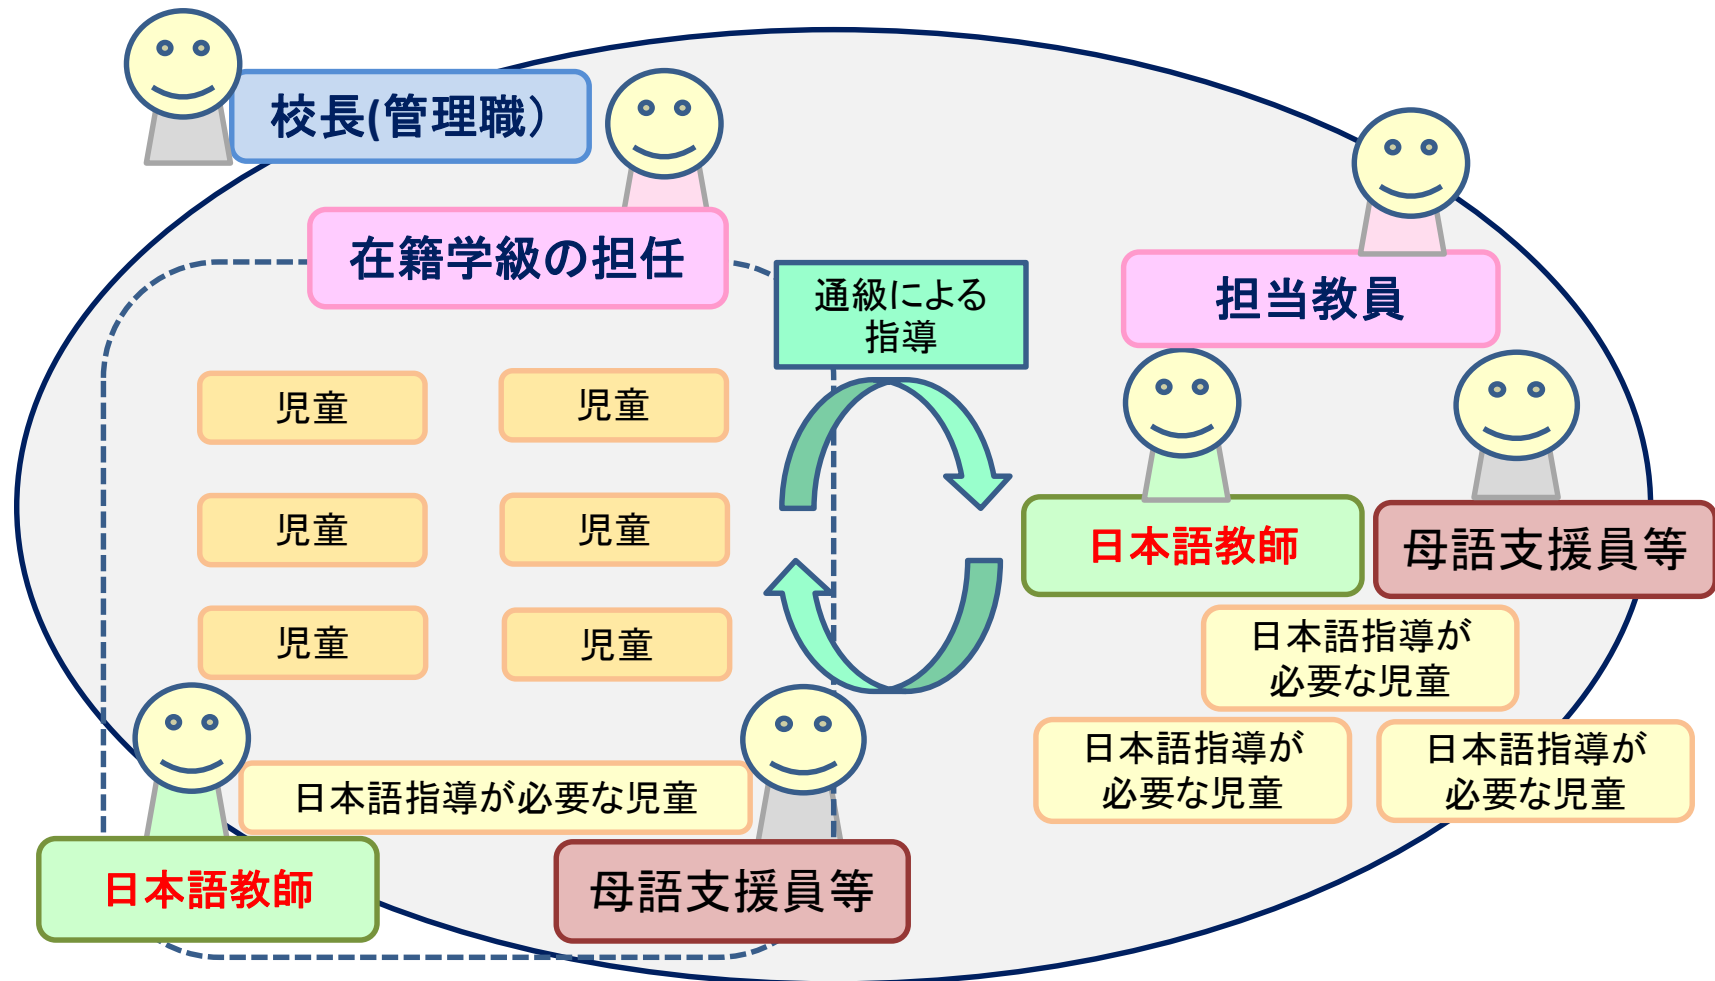 校長(管理職）
在籍学級の担任
通級による
指導
担当教員
児童
児童
児童
児童
児童
児童
日本語指導が必要な児童
日本語教師
母語支援員等
日本語教師
母語支援員等
日本語指導が
必要な児童
日本語指導が
必要な児童
日本語指導が
必要な児童